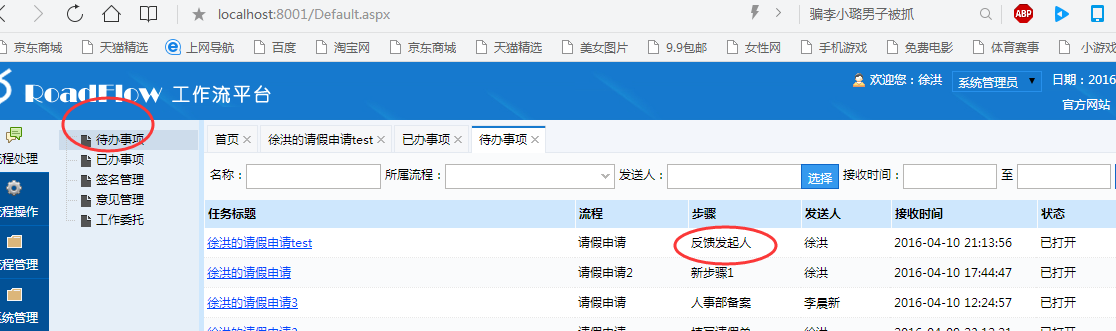 localhost:8001/Default.aspx
骗李小璐男子被抓
ABP
京东商城 天猫精选 上网导航 百度 淘宝网 京东商城 天猫精选 美女图片 9.9包邮 女性网 手机游戏 免费电影 体育赛事 小游戏
RoadFlow 工作流平台
欢迎您：徐洪 系统管理员 日期：2016
官方网站
流程处理
流程操作
流程管理
系统管理
待办事项
已办事项
签名管理
意见管理
工作委托
首页 徐洪的请假申请test 已办事项 待办事项
名称： 所属流程： 发送人： 选择 接收时间： 至
任务标题 流程 步骤 发送人 接收时间 状态
徐洪的请假申请test 请假申请 反馈发起人 徐洪 2016-04-10 21:13:56 已打开
徐洪的请假申请 请假申请2 新步骤1 徐洪 2016-04-10 17:44:47 已打开
徐洪的请假申请3 请假申请 人事部备案 李晨新 2016-04-10 12:24:57 已打开